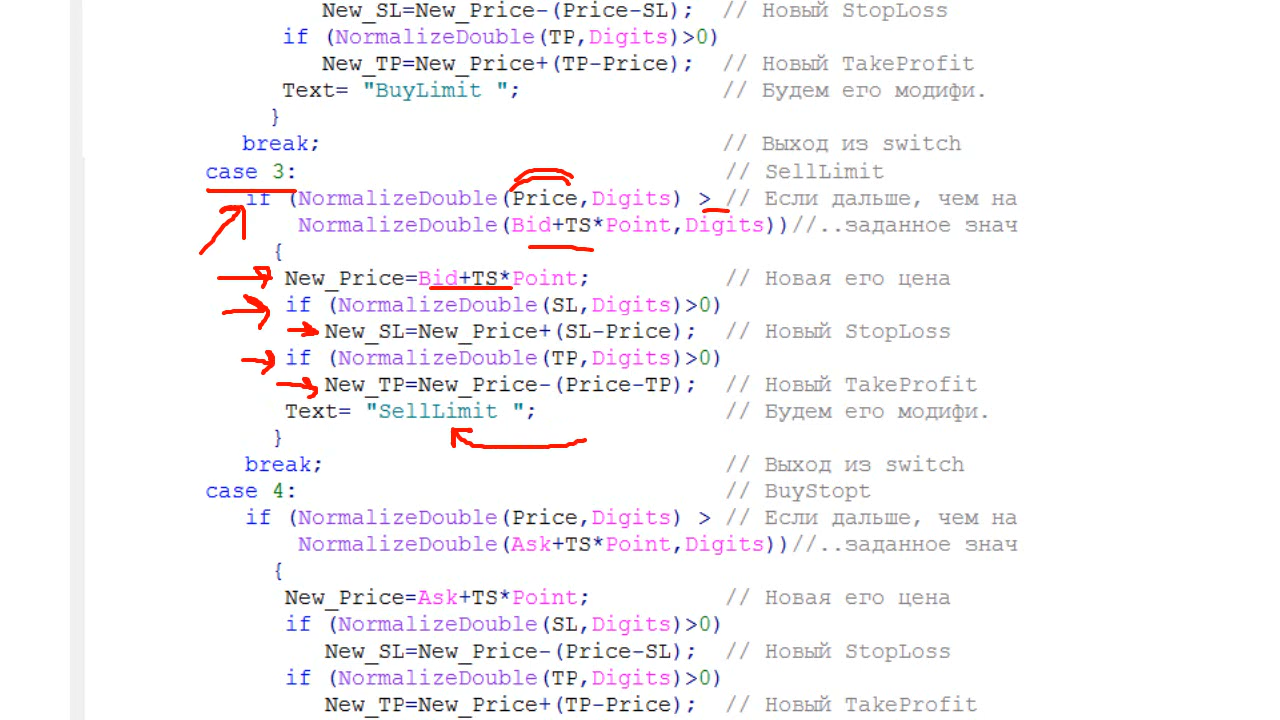 New_SL=New_Price-(Price-SL); // Новый StopLoss
if (NormalizeDouble(TP,Digits)>0)
New_TP=New_Price+(TP-Price); // Новый TakeProfit
Text= "BuyLimit "; // Будем его модифи.
}
break; // Выход из switch
case 3: // SellLimit
if (NormalizeDouble(Price,Digits) > // Если дальше, чем на
NormalizeDouble(Bid+TS*Point,Digits))//..заданное знач
{
New_Price=Bid+TS*Point; // Новая его цена
if (NormalizeDouble(SL,Digits)>0)
New_SL=New_Price+(SL-Price); // Новый StopLoss
if (NormalizeDouble(TP,Digits)>0)
New_TP=New_Price-(Price-TP); // Новый TakeProfit
Text= "SellLimit "; // Будем его модифи.
}
break; // Выход из switch
case 4: // BuyStopt
if (NormalizeDouble(Price,Digits) > // Если дальше, чем на
NormalizeDouble(Ask+TS*Point,Digits))//..заданное знач
{
New_Price=Ask+TS*Point; // Новая его цена
if (NormalizeDouble(SL,Digits)>0)
New_SL=New_Price-(Price-SL); // Новый StopLoss
if (NormalizeDouble(TP,Digits)>0)
New_TP=New_Price+(TP-Price); // Новый TakeProfit